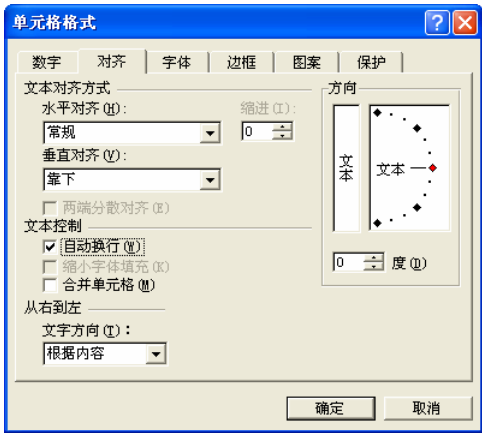 单元格格式
数字 对齐 字体 边框 图案 保护
文本对齐方式
水平对齐(H):
缩进(I):
常规
0
垂直对齐(V):
靠下
两端分散对齐(E)
文本控制
自动换行(W)
缩小字体填充(K)
合并单元格(M)
从右到左
文字方向(T):
根据内容
方向
文本
文本
0 度(D)
确定 取消